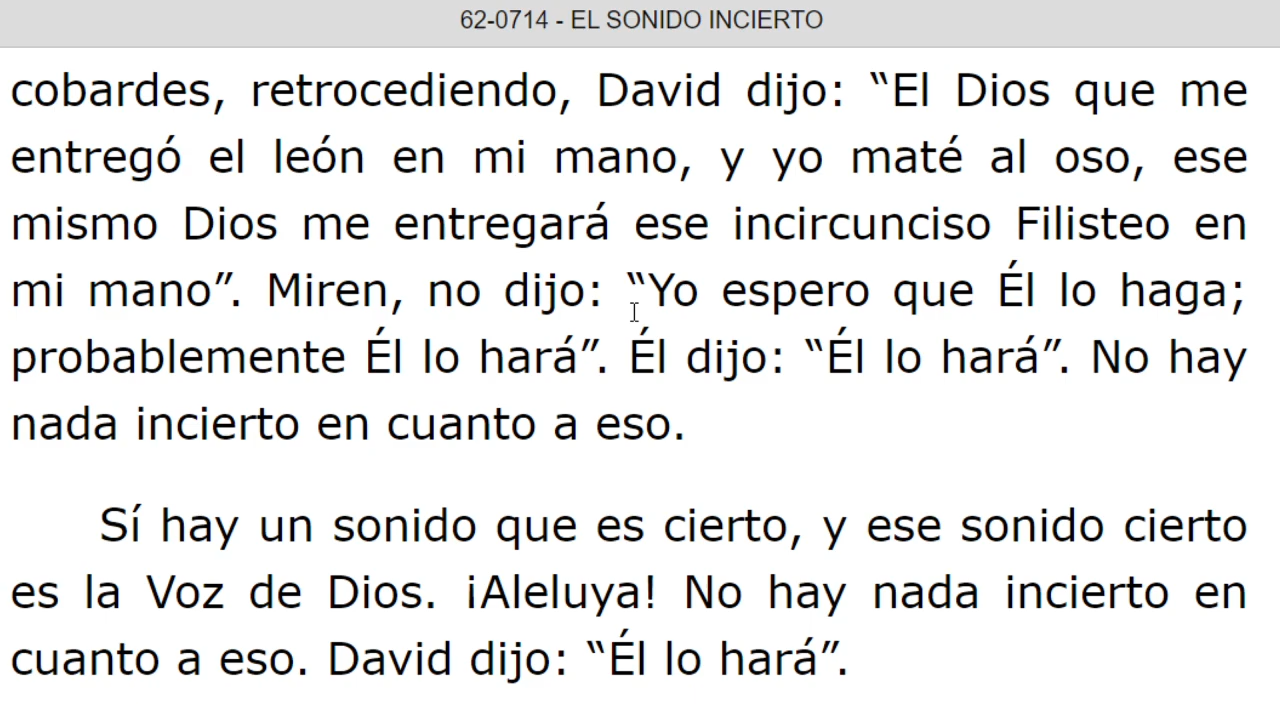 62-0714 - EL SONIDO INCIERTO
cobardes, retrocediendo, David dijo: “El Dios que me
entregó el león en mi mano, y yo maté al oso, ese
mismo Dios me entregará ese incircunciso Filisteo en
mi mano”. Miren, no dijo: “Yo espero que Él lo haga;
probablemente Él lo hará”. Él dijo: “Él lo hará”. No hay
nada incierto en cuanto a eso.
Sí hay un sonido que es cierto, y ese sonido cierto
es la Voz de Dios. ¡Aleluya! No hay nada incierto en
cuanto a eso. David dijo: “Él lo hará”.